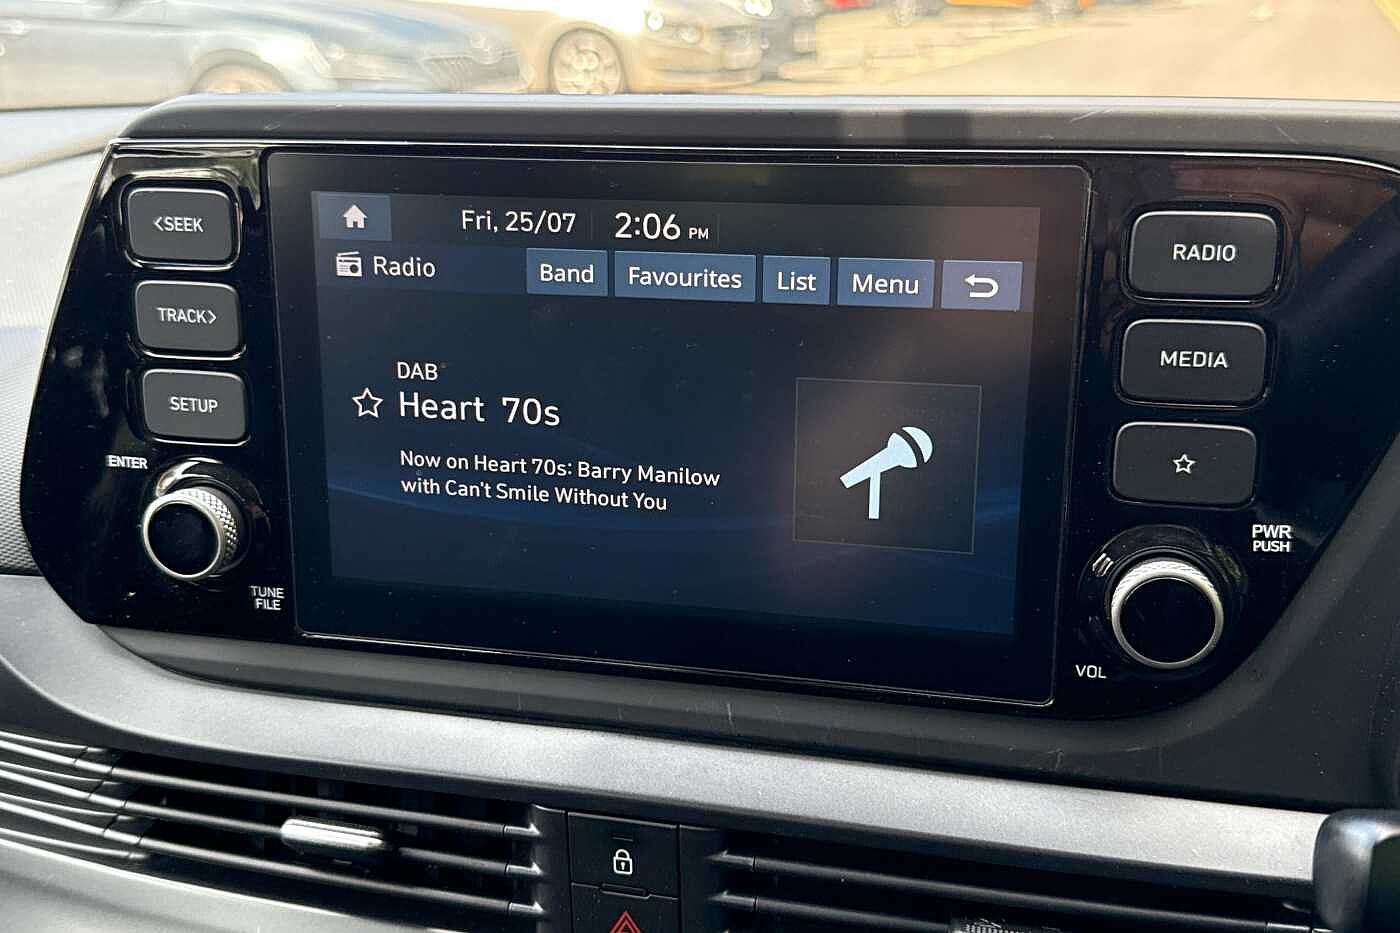 <SEEK
TRACK>
SETUP
ENTER
TUNE
FILE
Fri, 25/07 2:06 PM
Radio Band Favourites List Menu
DAB
Heart 70s
Now on Heart 70s: Barry Manilow
with Can't Smile Without You
RADIO
MEDIA
PWR
PUSH
VOL